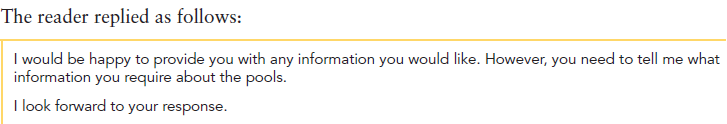 The reader replied as follows:
I would be happy to provide you with any information you would like. However, you need to tell me what
information you require about the pools.
I look forward to your response.